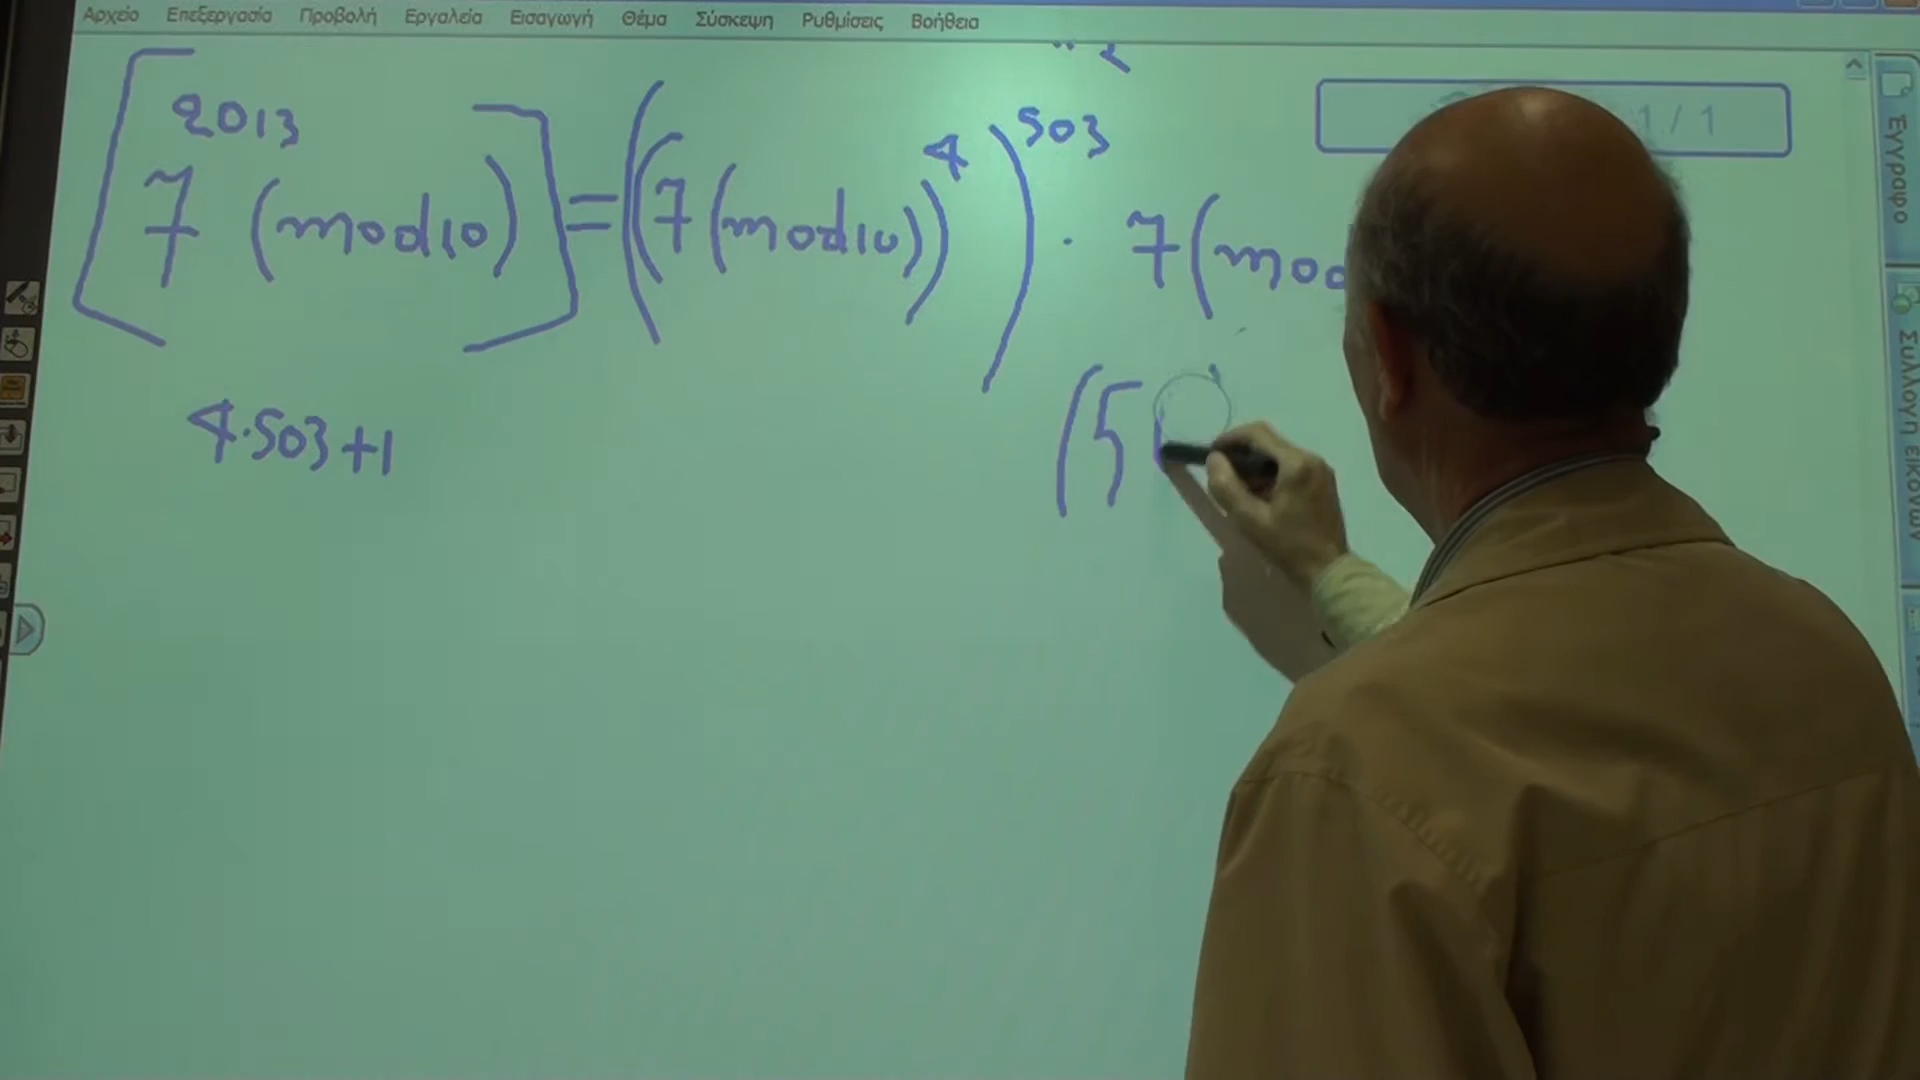 Αρχείο Επεξεργασία Προβολή Εργαλεία Εισαγωγή Θέμα Σύσκεψη Ρυθμίσεις Βοήθεια
1 / 1
[7^2013 (mod10)] = ((7(mod10))^4)^503 · 7(mod
4·503+1
(5
Έγγραφο
Συλλογή εικόνων